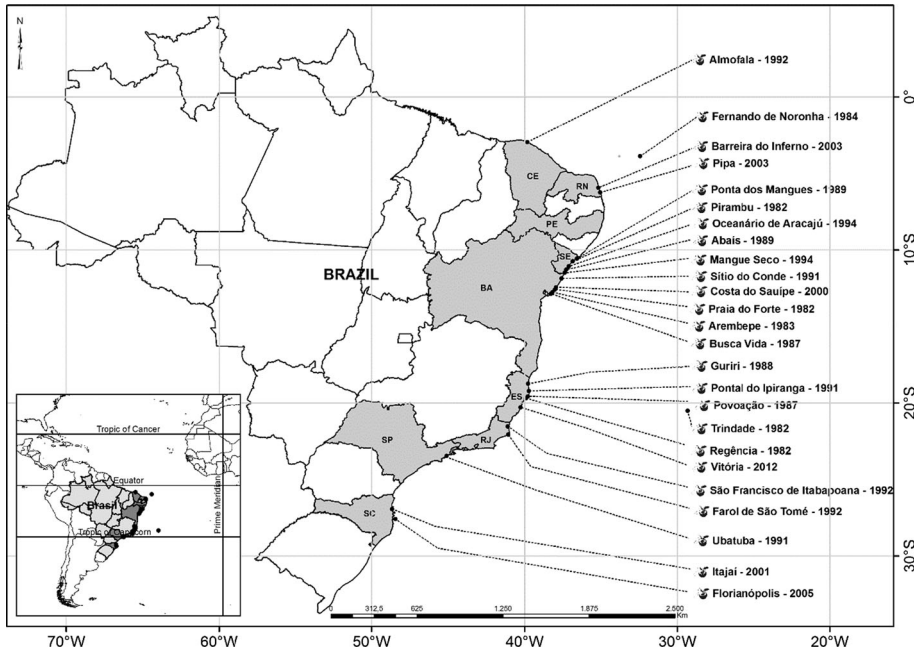 N
Almofala - 1992
0°
Fernando de Noronha - 1984
Barreira do Inferno - 2003
Pipa - 2003
CE
RN
Ponta dos Mangues - 1989
Pirambu - 1982
PE
Oceanário de Aracajú - 1994
Abais - 1989
10°S
SE
Mangue Seco - 1994
BRAZIL
Sítio do Conde - 1991
BA
Costa do Sauipe - 2000
Praia do Forte - 1982
Arembepe - 1983
Busca Vida - 1987
Guriri - 1988
Pontal do Ipiranga - 1991
ES
Povoação - 1987
20°S
Trindade - 1982
SP
RJ
Regência - 1982
Vitória - 2012
São Francisco de Itabapoana - 1992
Farol de São Tomé - 1992
SC
Ubatuba - 1991
30°S
Itajaí - 2001
Florianópolis - 2005
Tropic of Cancer
Equator
Brasil
Prime Meridian
Tropic of Capricorn
0 312,5 625 1.250 1.875 2.500
Km
70°W 60°W 50°W 40°W 30°W 20°W